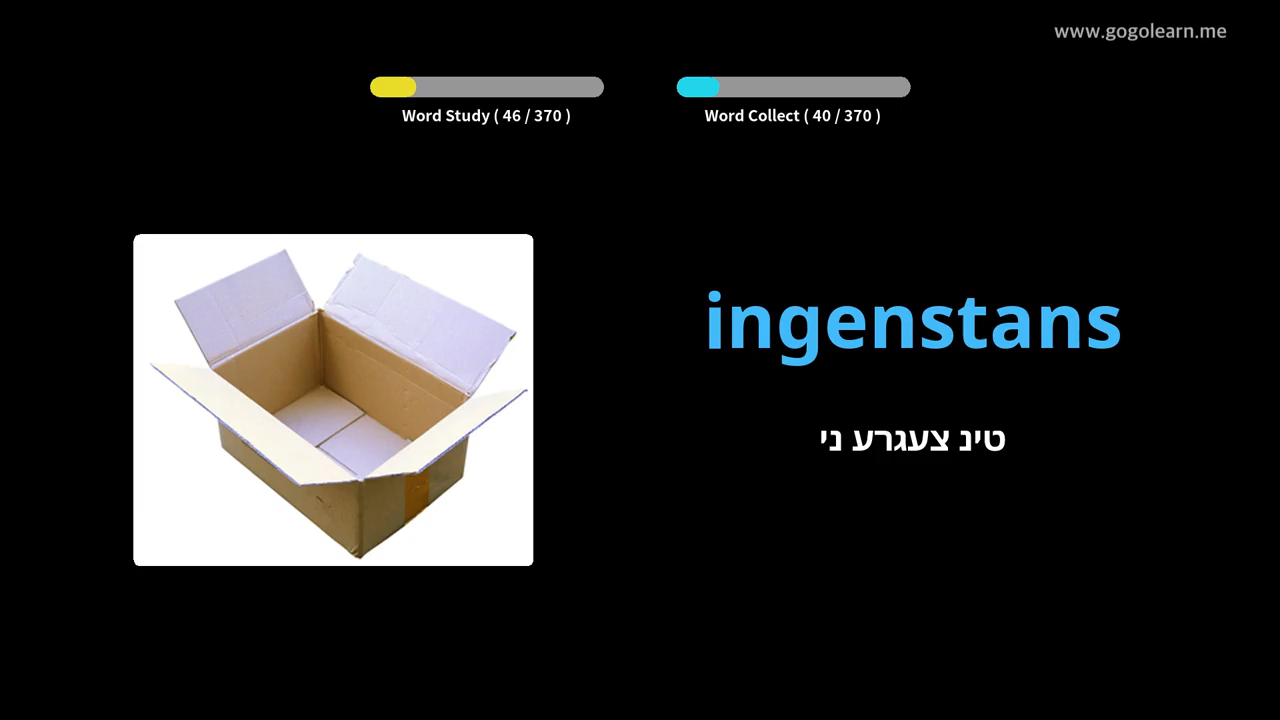 www.gogolearn.me
Word Study ( 46 / 370 )
Word Collect ( 40 / 370 )
ingenstans
טינ צעגרע ני